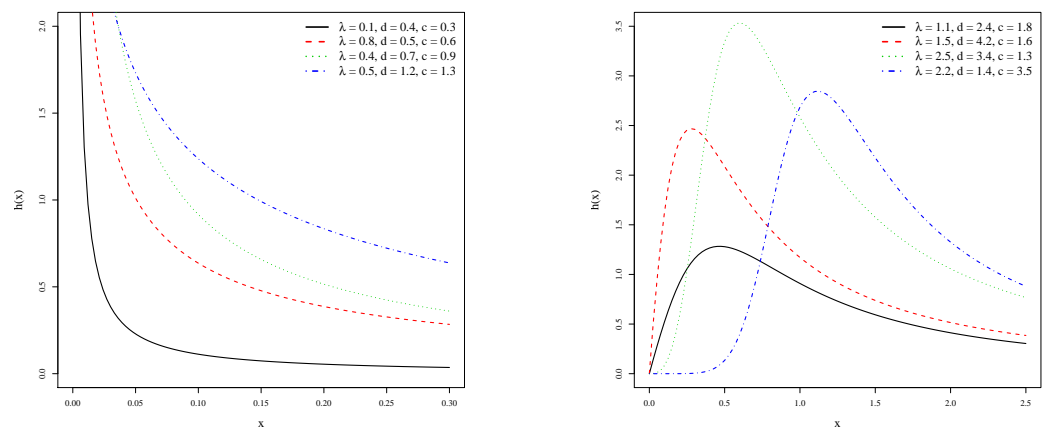 λ = 0.1, d = 0.4, c = 0.3
λ = 0.8, d = 0.5, c = 0.6
λ = 0.4, d = 0.7, c = 0.9
λ = 0.5, d = 1.2, c = 1.3
h(x)
2.0
1.5
1.0
0.5
0.0
0.00 0.05 0.10 0.15 0.20 0.25 0.30
x
λ = 1.1, d = 2.4, c = 1.8
λ = 1.5, d = 4.2, c = 1.6
λ = 2.5, d = 3.4, c = 1.3
λ = 2.2, d = 1.4, c = 3.5
h(x)
3.5
3.0
2.5
2.0
1.5
1.0
0.5
0.0
0.0 0.5 1.0 1.5 2.0 2.5
x